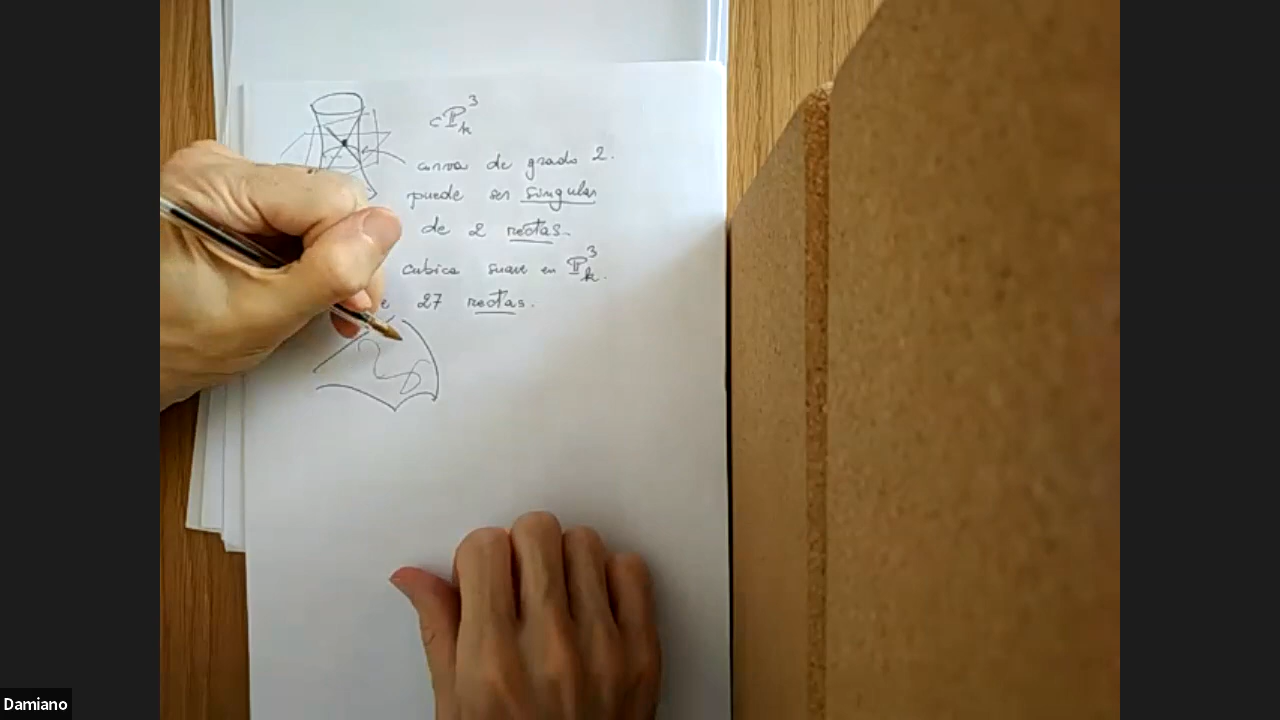 ⊂ ℙ³ₖ
curva de grado 2.
puede ser singular
de 2 rectas.
cubica suave en ℙ³ₖ.
e 27 rectas.
Damiano